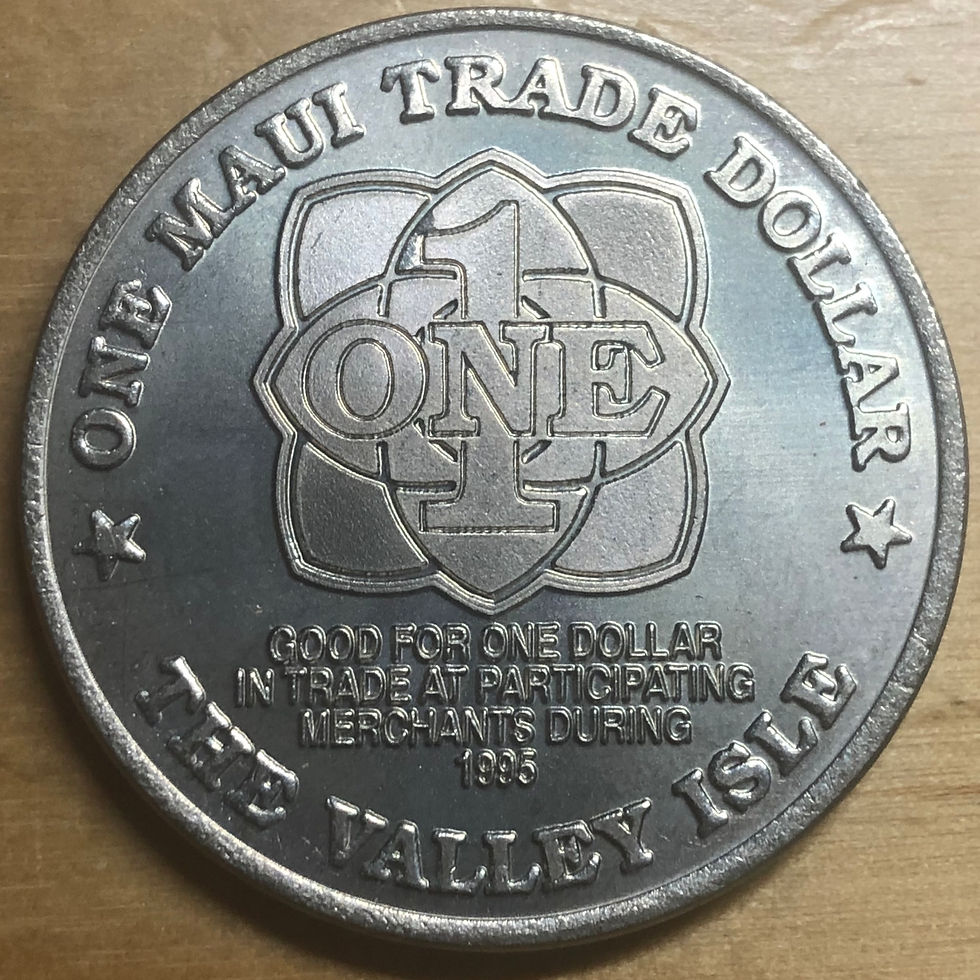 ONE MAUI TRADE DOLLAR
1
ONE
GOOD FOR ONE DOLLAR
IN TRADE AT PARTICIPATING
MERCHANTS DURING
1995
THE VALLEY ISLE